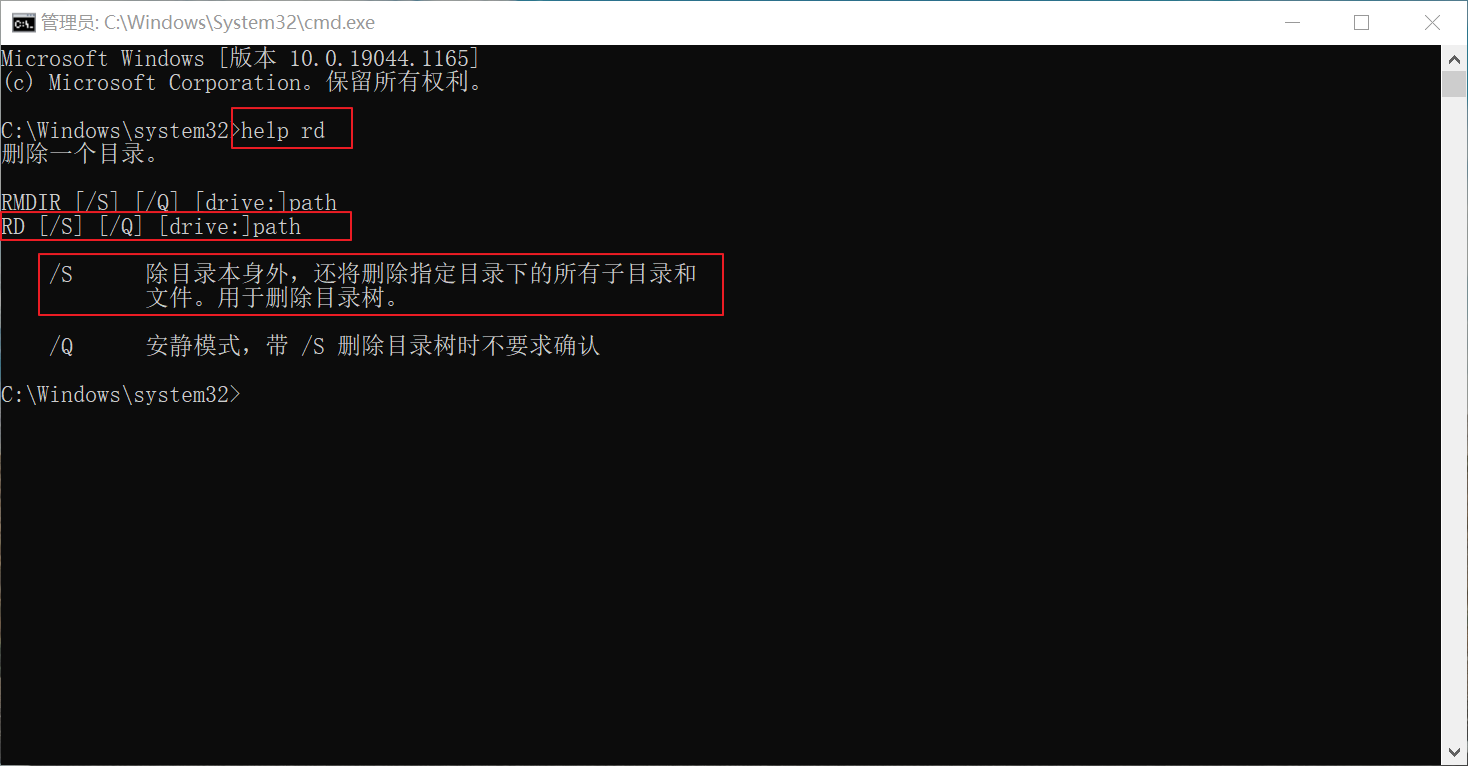 管理员: C:\Windows\System32\cmd.exe
Microsoft Windows [版本 10.0.19044.1165]
(c) Microsoft Corporation。保留所有权利。
C:\Windows\system32>help rd
删除一个目录。
RMDIR [/S] [/Q] [drive:]path
RD [/S] [/Q] [drive:]path
/S 除目录本身外，还将删除指定目录下的所有子目录和
文件。用于删除目录树。
/Q 安静模式，带 /S 删除目录树时不要求确认
C:\Windows\system32>